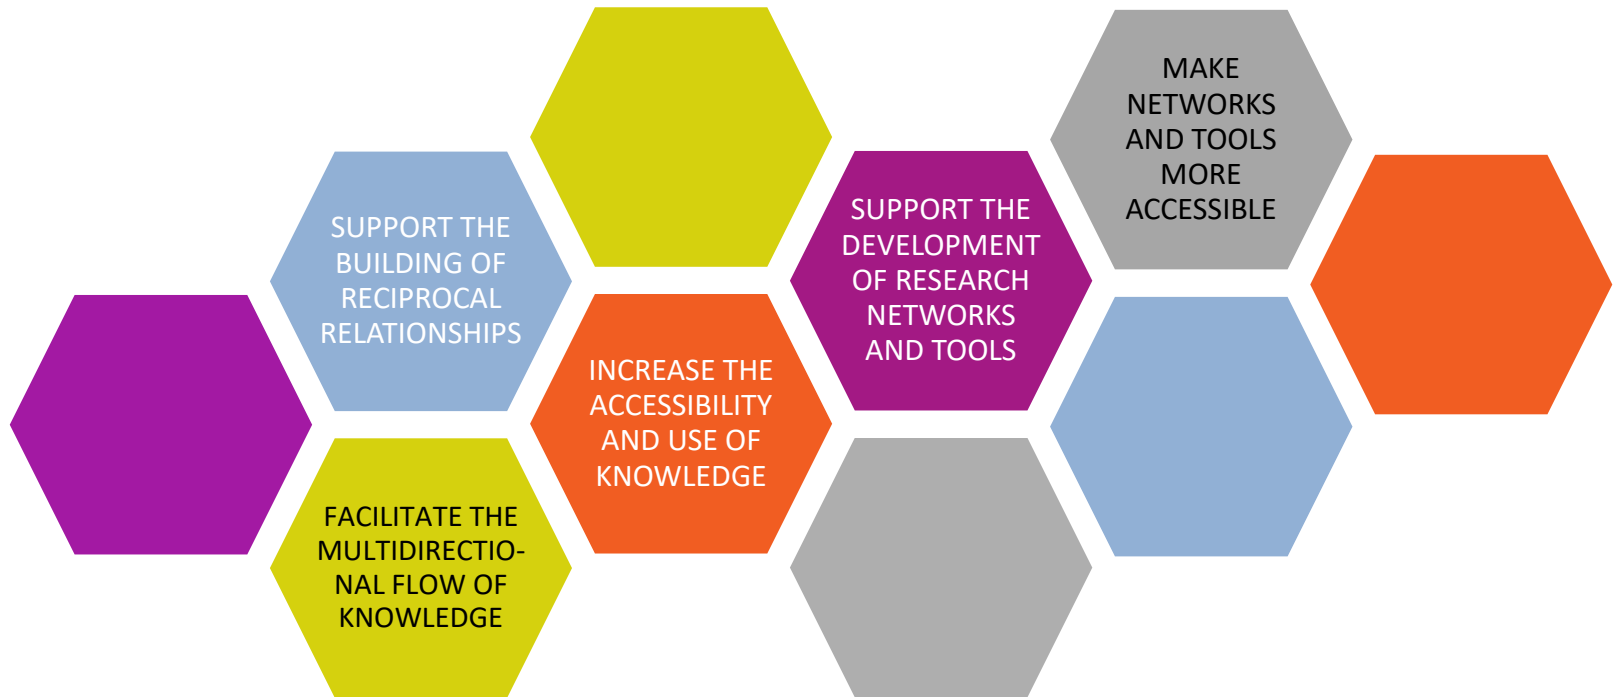 SUPPORT THE
BUILDING OF
RECIPROCAL
RELATIONSHIPS
FACILITATE THE
MULTIDIRECTIO-
NAL FLOW OF
KNOWLEDGE
INCREASE THE
ACCESSIBILITY
AND USE OF
KNOWLEDGE
SUPPORT THE
DEVELOPMENT
OF RESEARCH
NETWORKS
AND TOOLS
MAKE
NETWORKS
AND TOOLS
MORE
ACCESSIBLE